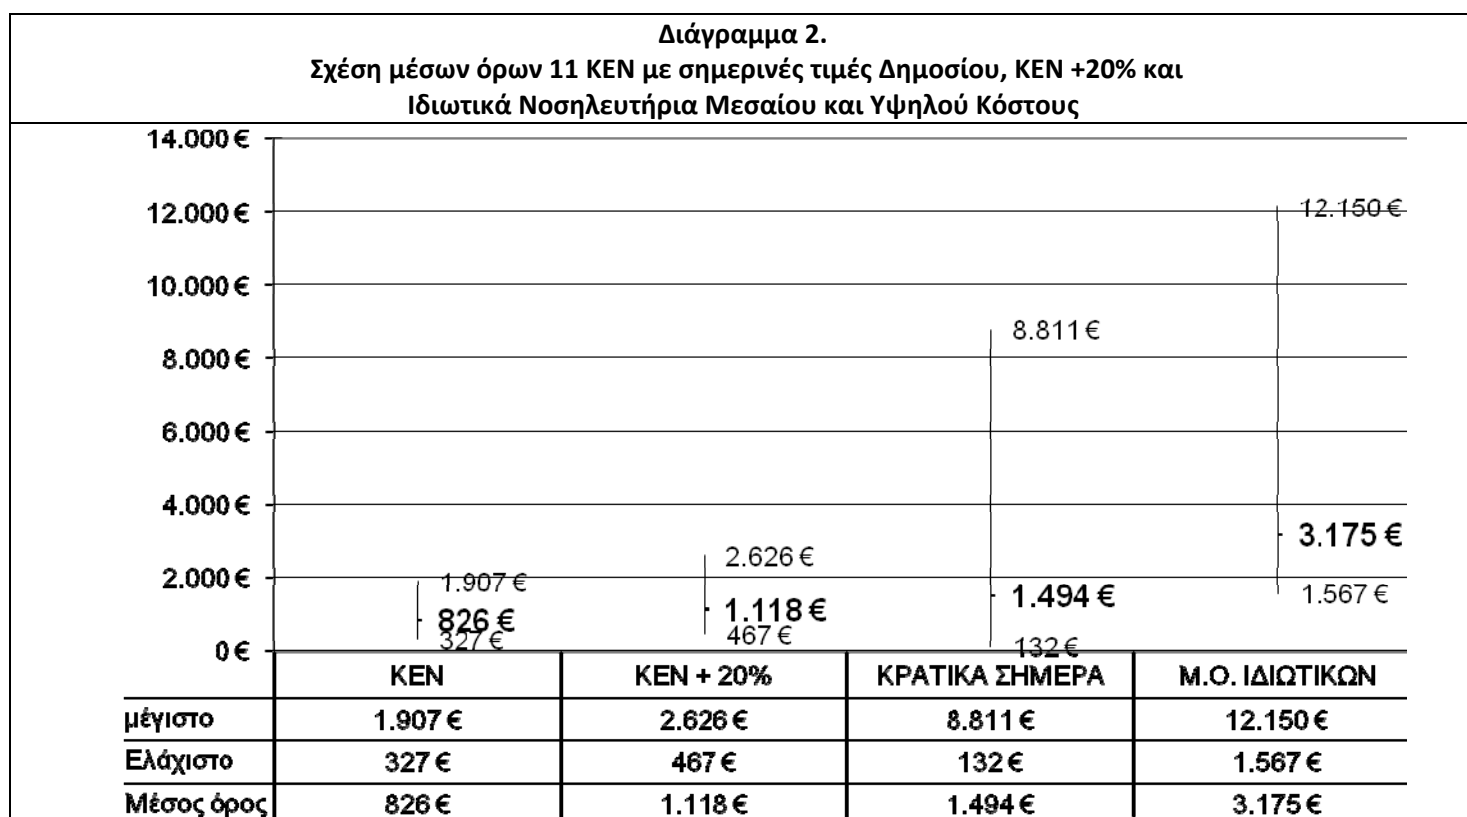 Διάγραμμα 2.
Σχέση μέσων όρων 11 ΚΕΝ με σημερινές τιμές Δημοσίου, ΚΕΝ +20% και
Ιδιωτικά Νοσηλευτήρια Μεσαίου και Υψηλού Κόστους
14.000 €
12.000 €
12.150 €
10.000 €
8.811 €
8.000 €
6.000 €
4.000 €
3.175 €
2.626 €
2.000 €
1.907 €
1.567 €
1.494 €
1.118 €
826 €
467 €
327 €
132 €
0 €
ΚΕΝ ΚΕΝ + 20% ΚΡΑΤΙΚΑ ΣΗΜΕΡΑ Μ.Ο. ΙΔΙΩΤΙΚΩΝ
μέγιστο 1.907 € 2.626 € 8.811 € 12.150 €
Ελάχιστο 327 € 467 € 132 € 1.567 €
Μέσος όρος 826 € 1.118 € 1.494 € 3.175 €